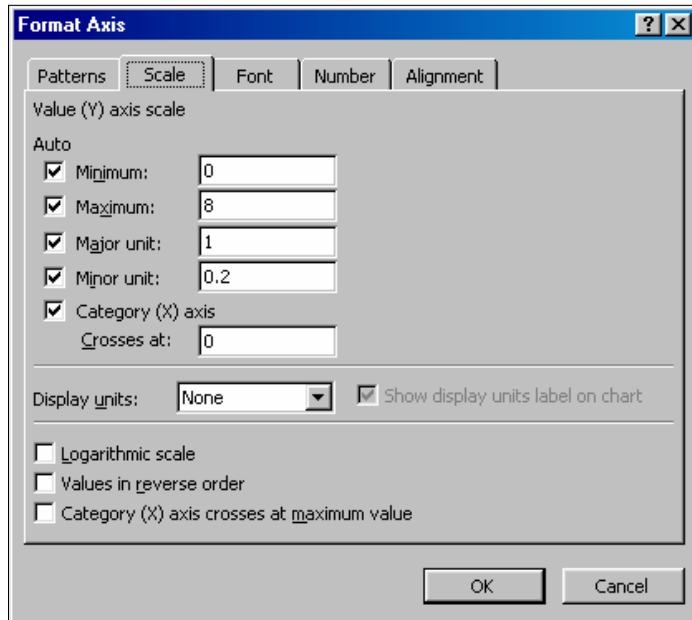 Format Axis
Patterns Scale Font Number Alignment
Value (Y) axis scale
Auto
Minimum: 0
Maximum: 8
Major unit: 1
Minor unit: 0.2
Category (X) axis
Crosses at: 0
Display units: None Show display units label on chart
Logarithmic scale
Values in reverse order
Category (X) axis crosses at maximum value
OK Cancel